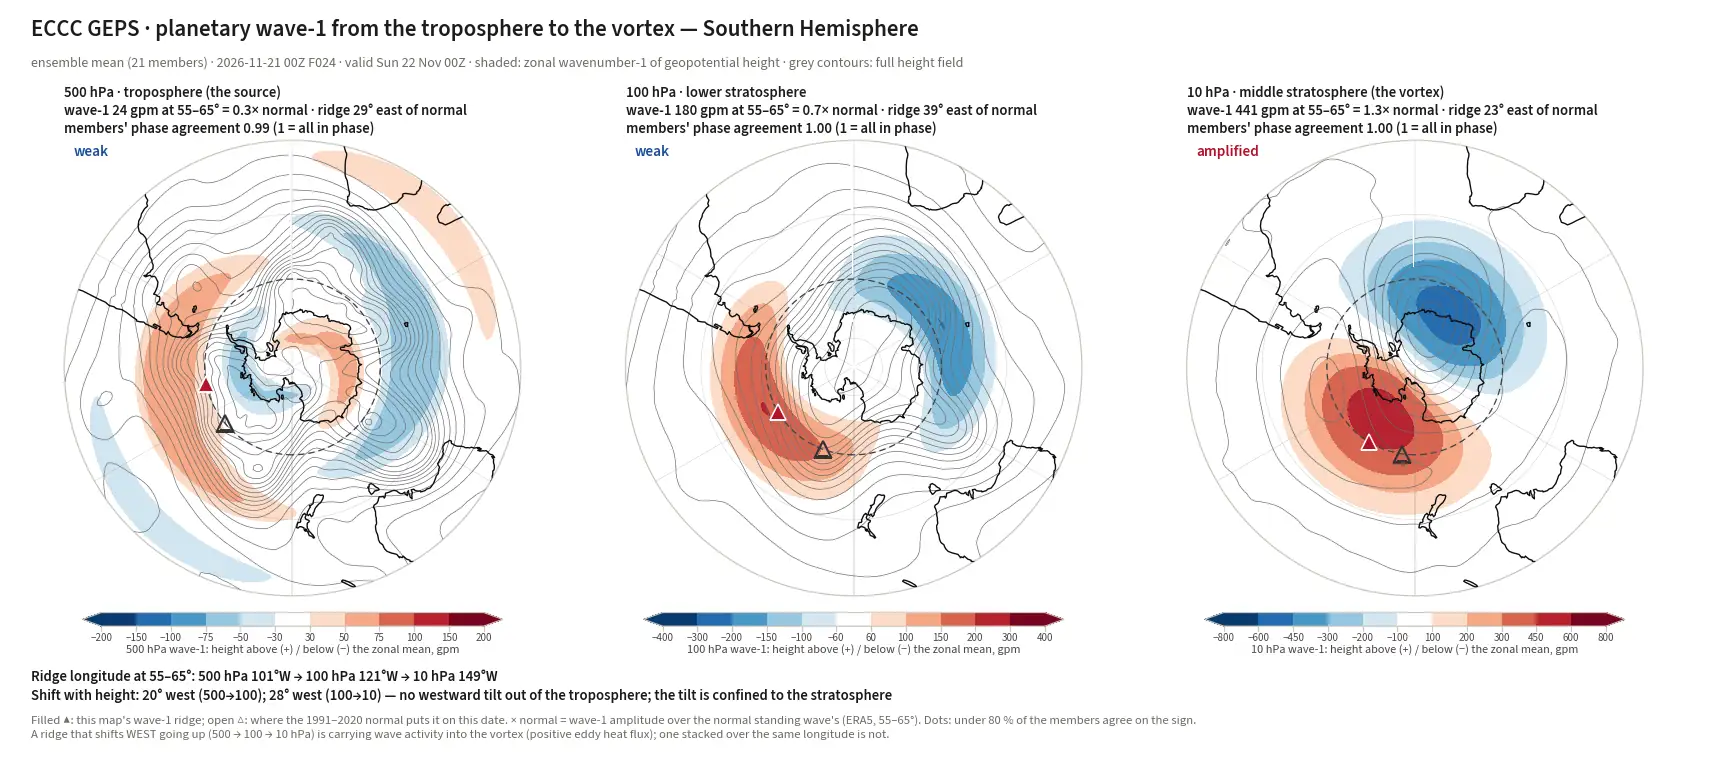 ECCC GEPS · planetary wave-1 from the troposphere to the vortex — Southern Hemisphere
ensemble mean (21 members) · 2026-11-21 00Z F024 · valid Sun 22 Nov 00Z · shaded: zonal wavenumber-1 of geopotential height · grey contours: full height field
500 hPa · troposphere (the source)
wave-1 24 gpm at 55–65° = 0.3× normal · ridge 29° east of normal
members' phase agreement 0.99 (1 = all in phase)
weak
100 hPa · lower stratosphere
wave-1 180 gpm at 55–65° = 0.7× normal · ridge 39° east of normal
members' phase agreement 1.00 (1 = all in phase)
weak
10 hPa · middle stratosphere (the vortex)
wave-1 441 gpm at 55–65° = 1.3× normal · ridge 23° east of normal
members' phase agreement 1.00 (1 = all in phase)
amplified
−200 −150 −100 −75 −50 −30 30 50 75 100 150 200
500 hPa wave-1: height above (+) / below (−) the zonal mean, gpm
−400 −300 −200 −150 −100 −60 60 100 150 200 300 400
100 hPa wave-1: height above (+) / below (−) the zonal mean, gpm
−800 −600 −450 −300 −200 −100 100 200 300 450 600 800
10 hPa wave-1: height above (+) / below (−) the zonal mean, gpm
Ridge longitude at 55–65°: 500 hPa 101°W → 100 hPa 121°W → 10 hPa 149°W
Shift with height: 20° west (500→100); 28° west (100→10) — no westward tilt out of the troposphere; the tilt is confined to the stratosphere
Filled ▲: this map's wave-1 ridge; open △: where the 1991–2020 normal puts it on this date. × normal = wave-1 amplitude over the normal standing wave's (ERA5, 55–65°). Dots: under 80 % of the members agree on the sign.
A ridge that shifts WEST going up (500 → 100 → 10 hPa) is carrying wave activity into the vortex (positive eddy heat flux); one stacked over the same longitude is not.